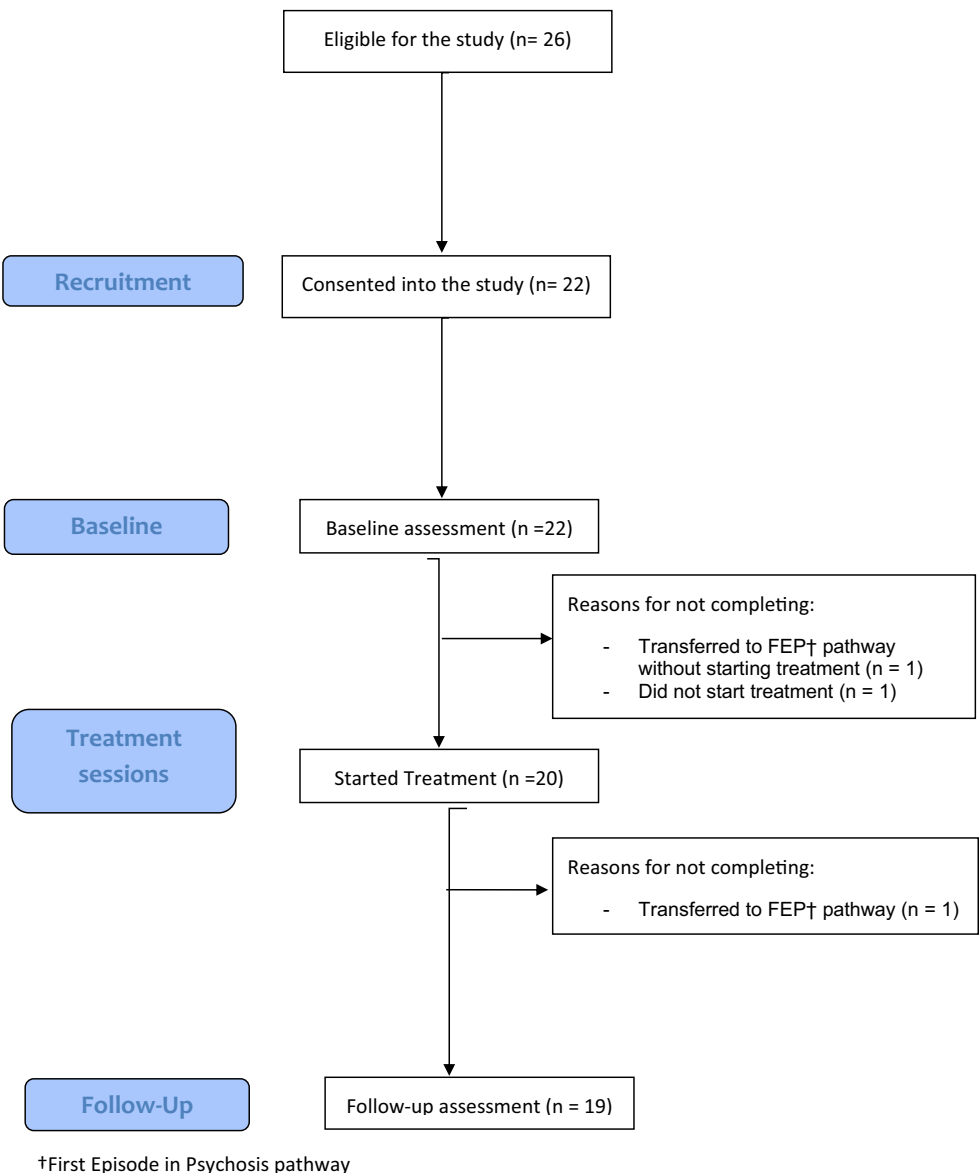 Eligible for the study (n= 26)
Recruitment
Consented into the study (n= 22)
Baseline
Baseline assessment (n =22)
Reasons for not completing:
- Transferred to FEP† pathway
without starting treatment (n = 1)
- Did not start treatment (n = 1)
Treatment
sessions
Started Treatment (n =20)
Reasons for not completing:
- Transferred to FEP† pathway (n = 1)
Follow-Up
Follow-up assessment (n = 19)
†First Episode in Psychosis pathway